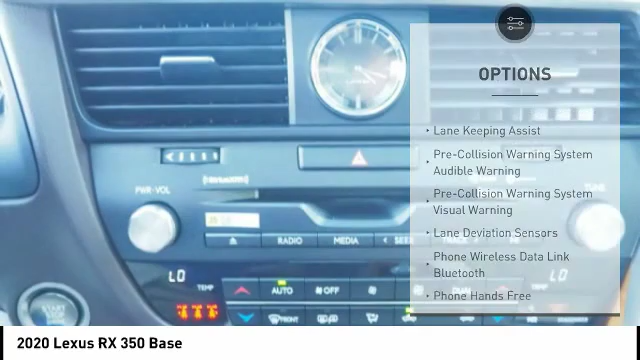 OPTIONS
Lane Keeping Assist
Pre-Collision Warning System
Audible Warning
Pre-Collision Warning System
Visual Warning
Lane Deviation Sensors
Phone Wireless Data Link
Bluetooth
Phone Hands Free
PWR·VOL
RADIO
MEDIA
LO
LO
TEMP
AUTO
OFF
FRONT
START
2020 Lexus RX 350 Base